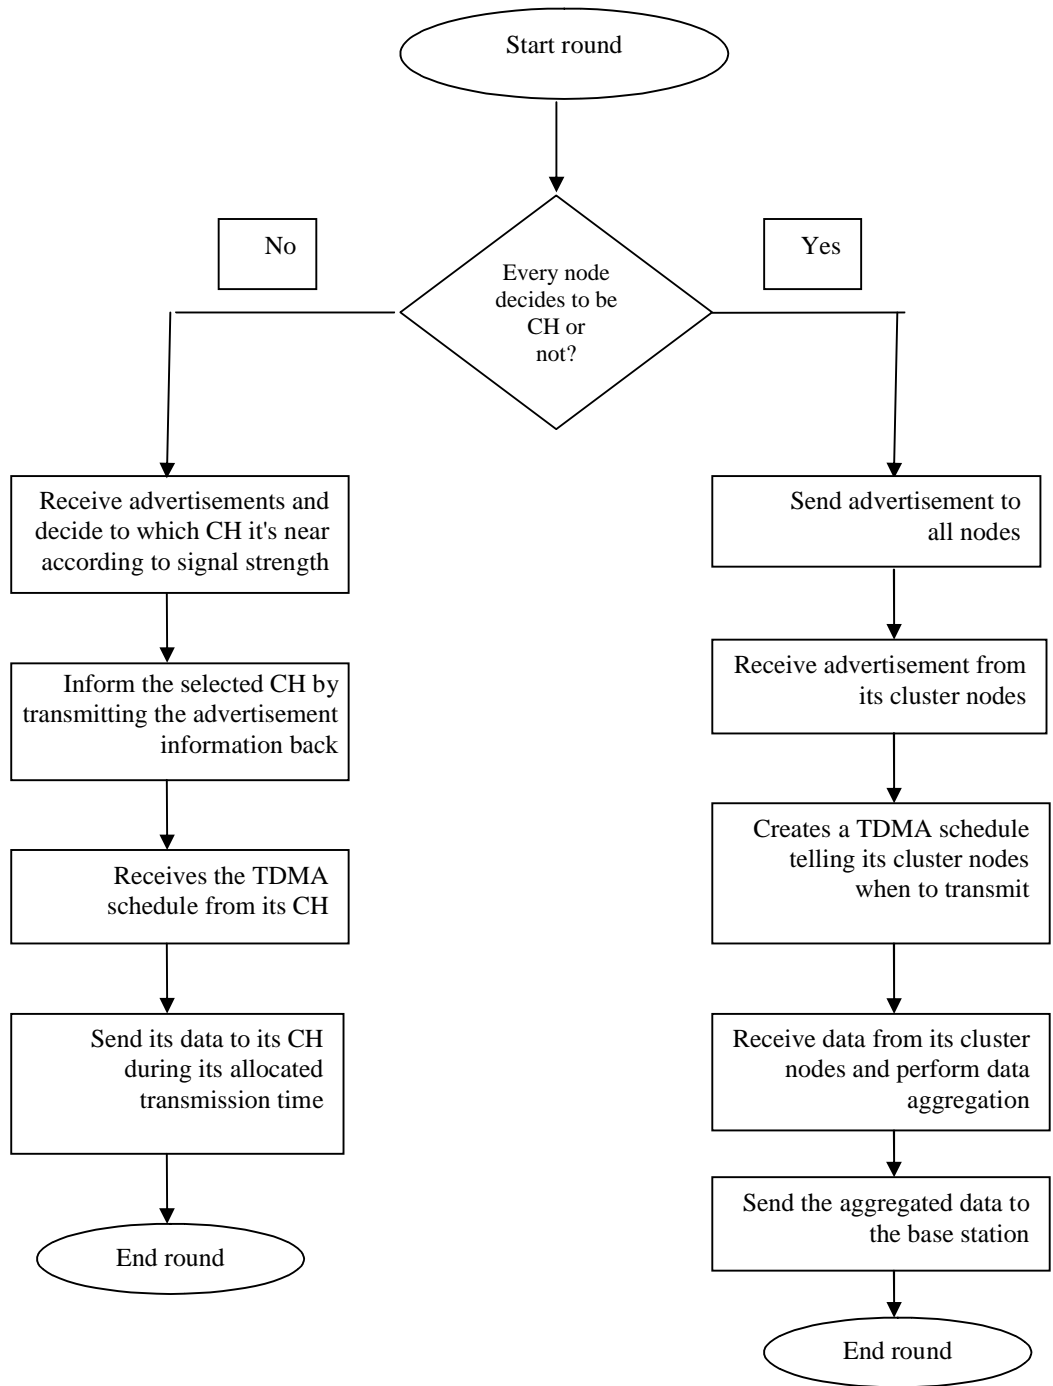 Start round
No
Yes
Every node
decides to be
CH or
not?
Receive advertisements and
decide to which CH it's near
according to signal strength
Inform the selected CH by
transmitting the advertisement
information back
Receives the TDMA
schedule from its CH
Send its data to its CH
during its allocated
transmission time
End round
Send advertisement to
all nodes
Receive advertisement from
its cluster nodes
Creates a TDMA schedule
telling its cluster nodes
when to transmit
Receive data from its cluster
nodes and perform data
aggregation
Send the aggregated data to
the base station
End round